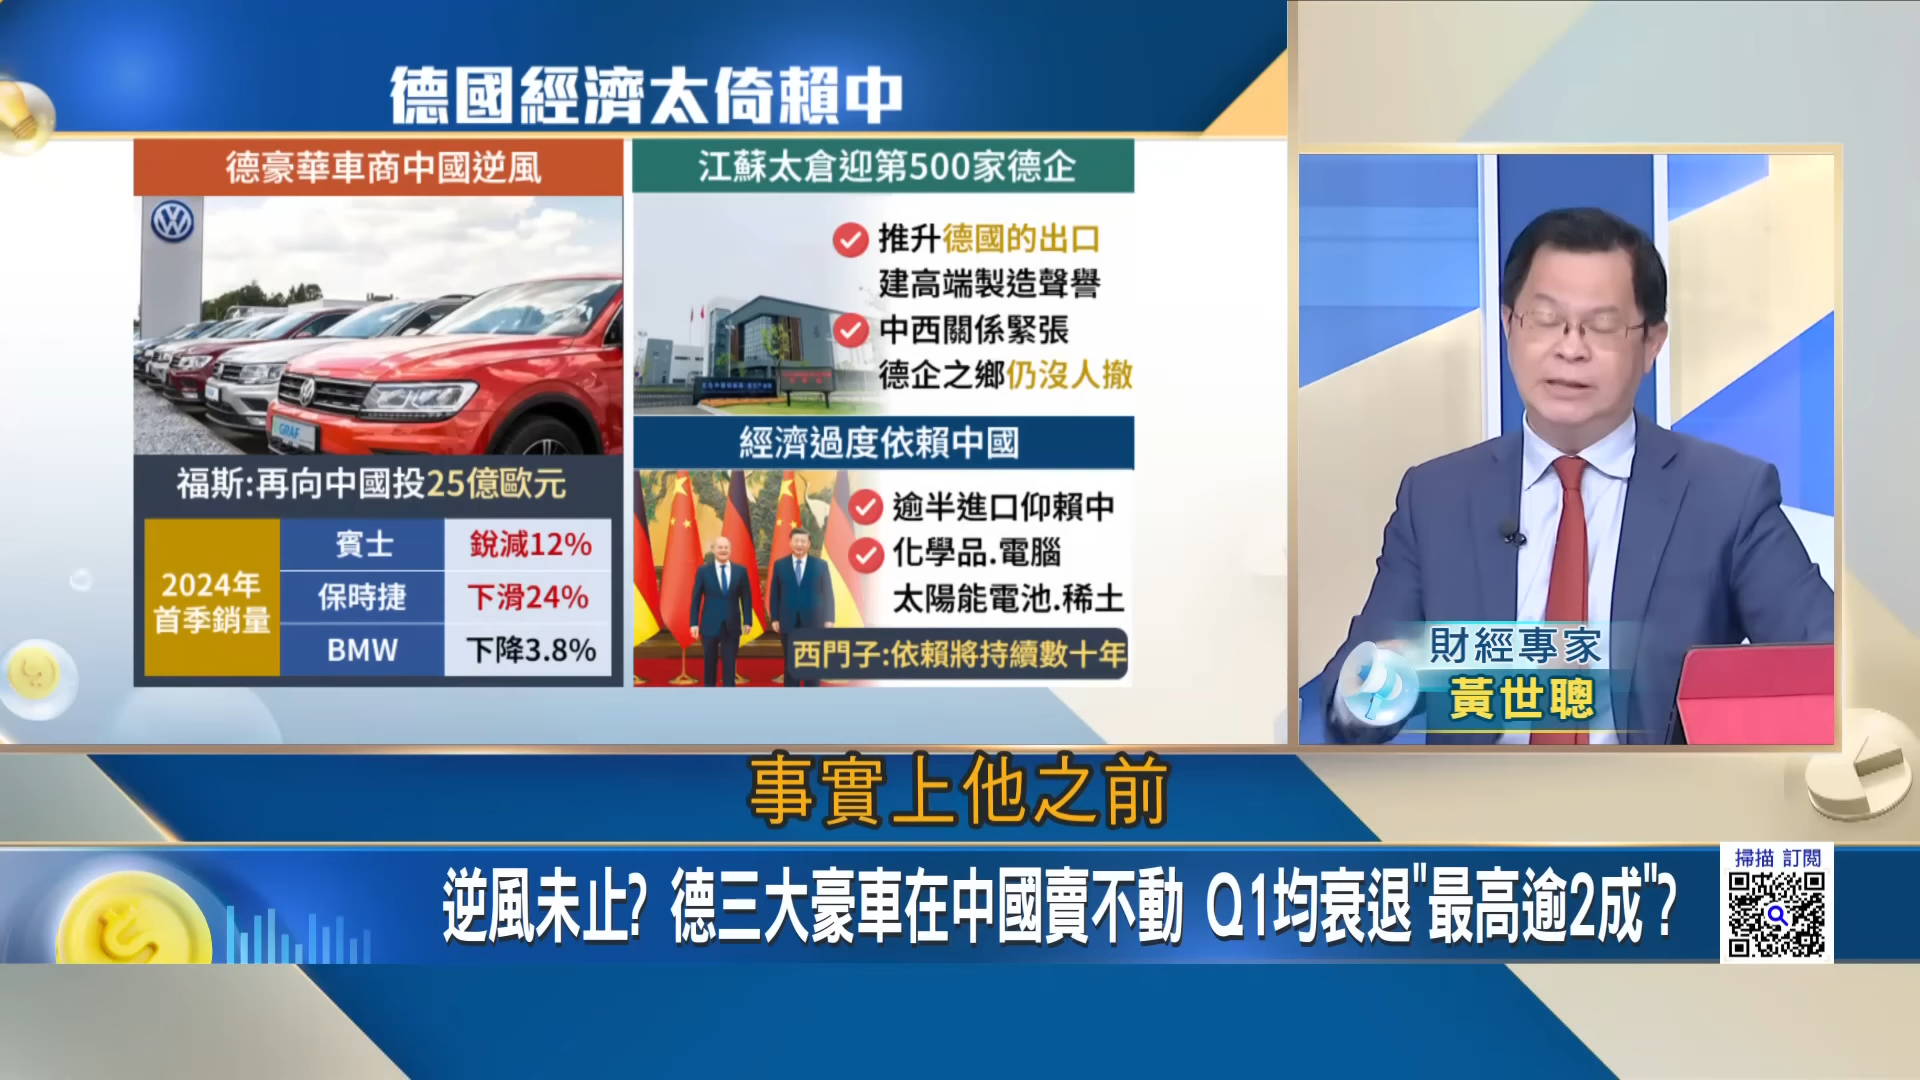 德國經濟太倚賴中
德豪華車商中國逆風
福斯:再向中國投25億歐元
2024年
首季銷量
賓士 銳減12%
保時捷 下滑24%
BMW 下降3.8%
江蘇太倉迎第500家德企
推升德國的出口
建高端製造聲譽
中西關係緊張
德企之鄉仍沒人撤
經濟過度依賴中國
逾半進口仰賴中
化學品.電腦
太陽能電池.稀土
西門子:依賴將持續數十年
財經專家
黃世聰
事實上他之前
逆風未止? 德三大豪車在中國賣不動 Q1均衰退"最高逾2成"?
掃描 訂閱